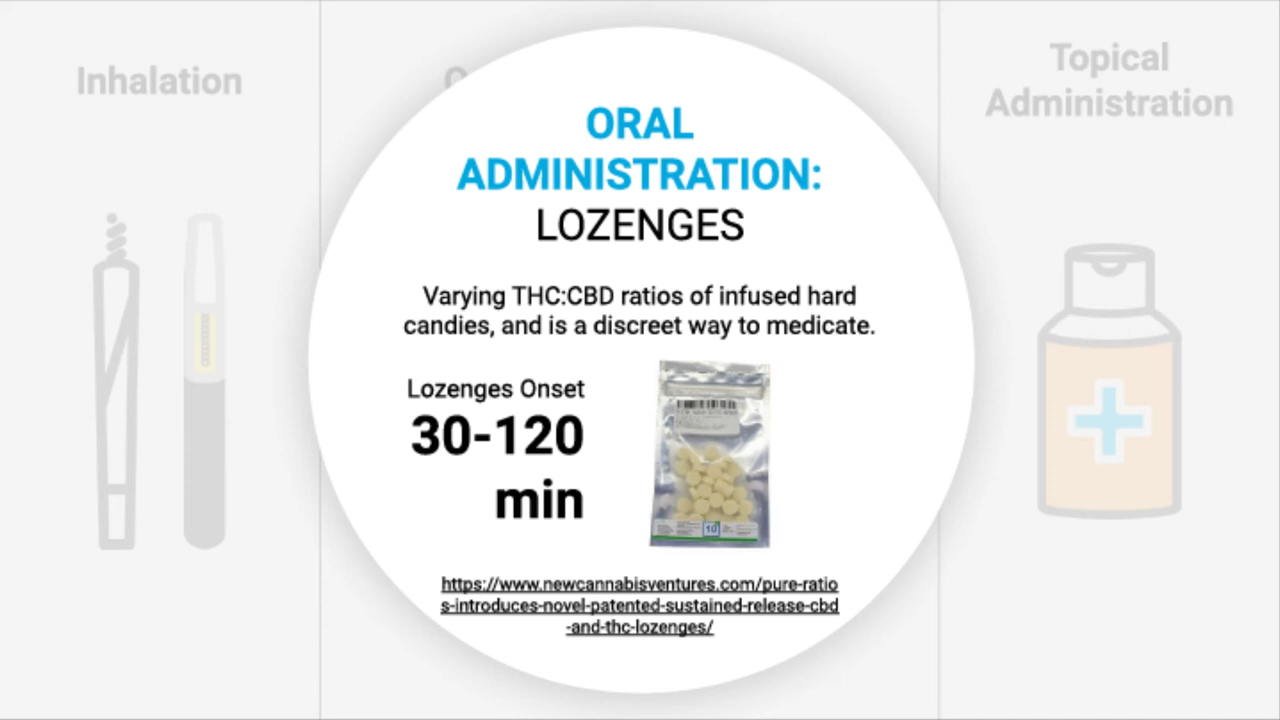 Inhalation
Topical
Administration
ORAL
ADMINISTRATION:
LOZENGES
Varying THC:CBD ratios of infused hard
candies, and is a discreet way to medicate.
Lozenges Onset
30-120
min
10
https://www.newcannabisventures.com/pure-ratio
s-introduces-novel-patented-sustained-release-cbd
-and-thc-lozenges/